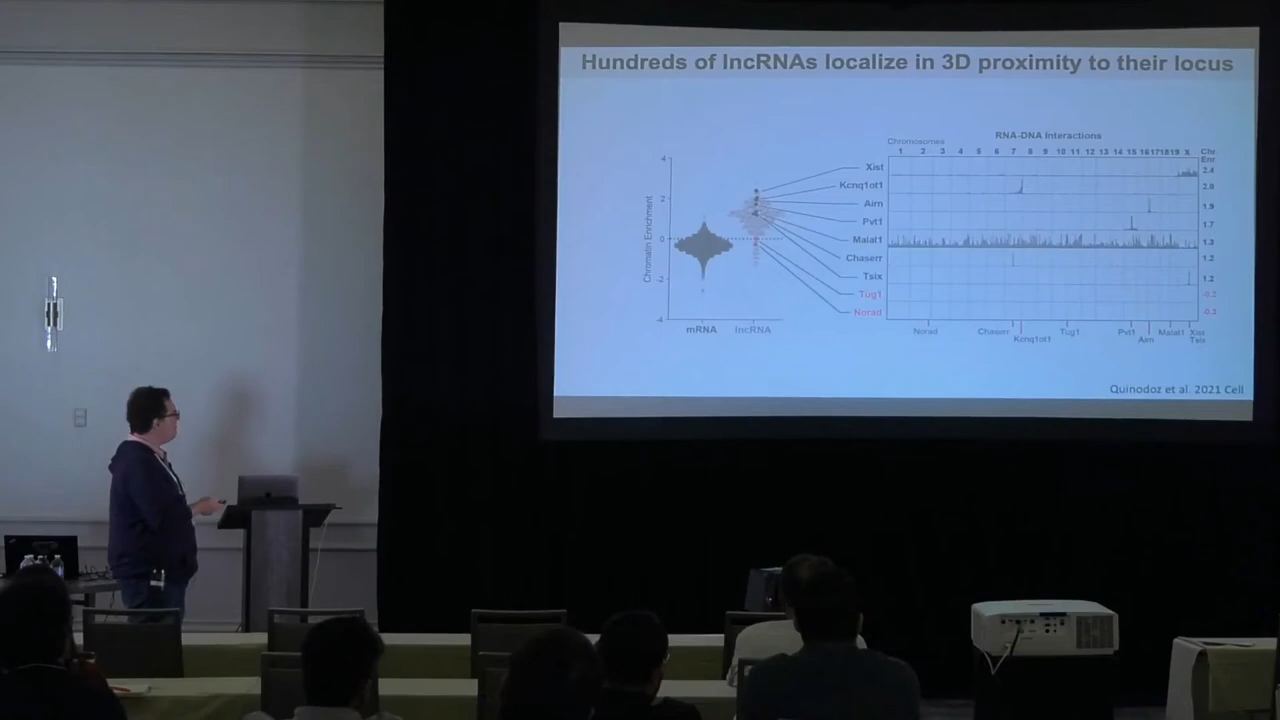 Hundreds of lncRNAs localize in 3D proximity to their locus
RNA-DNA Interactions
Chromosomes
1 2 3 4 5 6 7 8 9 10 11 12 13 14 15 16 17 18 19 X
Chr
Enr
Xist 2.4
Kcnq1ot1 2.0
Airn 1.9
Pvt1 1.7
Malat1 1.3
Chaserr 1.2
Tsix 1.2
Tug1 -0.2
Norad -0.3
Chromatin Enrichment
4
2
0
-2
-4
mRNA lncRNA
Norad Chaserr Kcnq1ot1 Tug1 Pvt1 Airn Malat1 Xist
Tsix
Quinodoz et al. 2021 Cell